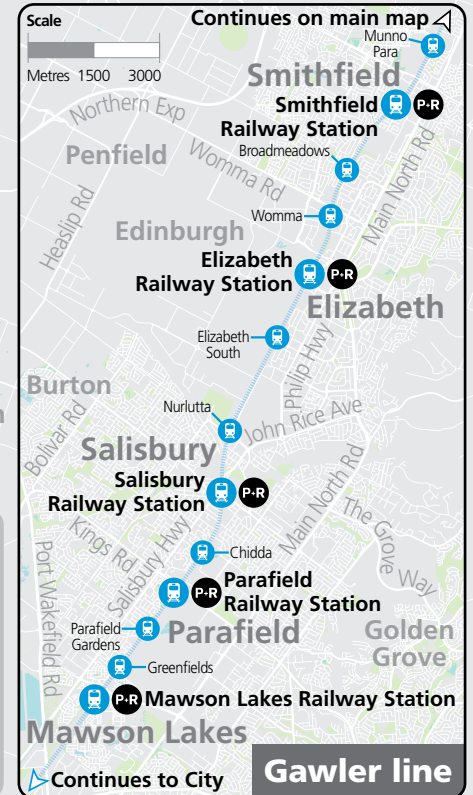 Scale
Continues on main map
Metres 1500 3000
Munno
Para
Smithfield
Smithfield
Railway Station
P+R
Northern Exp
Womma Rd
Main North Rd
Penfield
Broadmeadows
Heaslip Rd
Womma
Edinburgh
Elizabeth
Railway Station
P+R
Elizabeth
Elizabeth
South
Philip Hwy
Burton
Bolivar Rd
Nurlutta
John Rice Ave
Salisbury
Salisbury
Railway Station
P+R
Main North Rd
The Grove Way
Kings Rd
Salisbury Hwy
Port Wakefield Rd
Chidda
P+R
Parafield
Railway Station
Parafield
Gardens
Parafield
Golden
Grove
Greenfields
P+R
Mawson Lakes Railway Station
Mawson Lakes
Continues to City
Gawler line